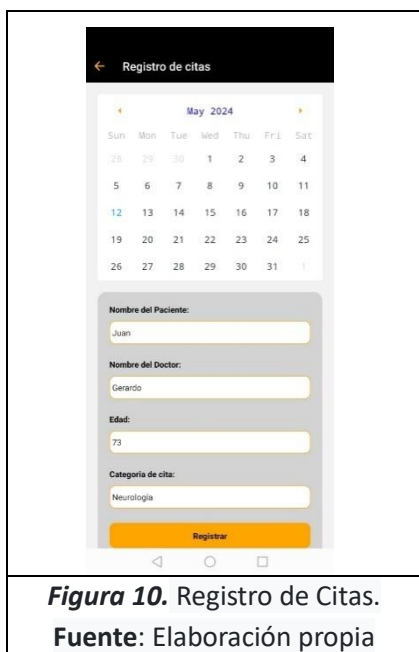 Registro de citas
May 2024
Sun Mon Tue Wed Thu Fri Sat
28 29 30 1 2 3 4
5 6 7 8 9 10 11
12 13 14 15 16 17 18
19 20 21 22 23 24 25
26 27 28 29 30 31 1
Nombre del Paciente:
Juan
Nombre del Doctor:
Gerardo
Edad:
73
Categoria de cita:
Neurología
Registrar
Figura 10. Registro de Citas.
Fuente: Elaboración propia